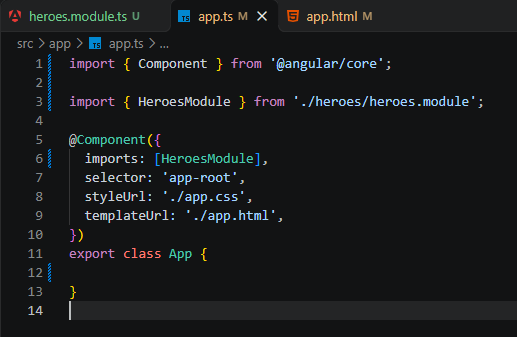 heroes.module.ts U
TS app.ts M
app.html M
src > app > TS app.ts > ...
1 import { Component } from '@angular/core';
2
3 import { HeroesModule } from './heroes/heroes.module';
4
5 @Component({
6   imports: [HeroesModule],
7   selector: 'app-root',
8   styleUrl: './app.css',
9   templateUrl: './app.html',
10 })
11 export class App {
12
13 }
14